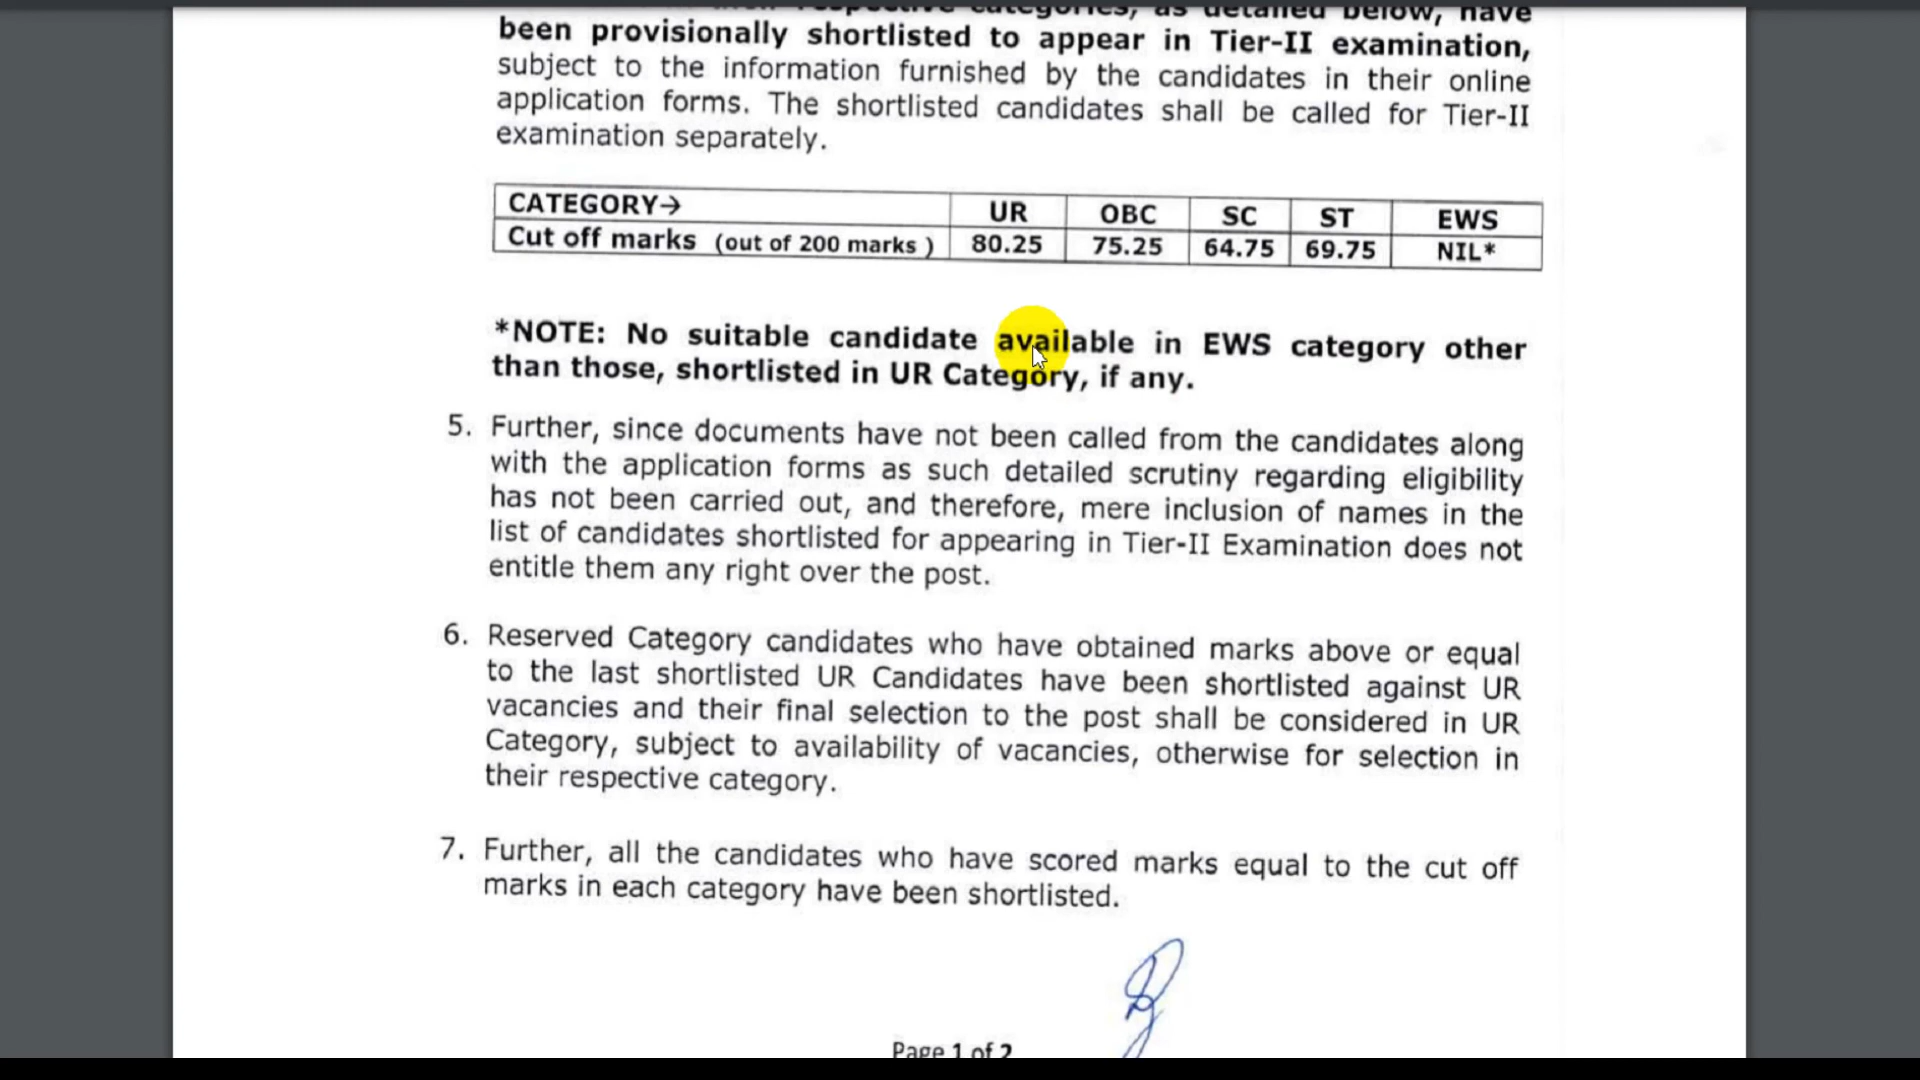 respective categories, as detailed below, have
been provisionally shortlisted to appear in Tier-II examination,
subject to the information furnished by the candidates in their online
application forms. The shortlisted candidates shall be called for Tier-II
examination separately.
CATEGORY→ UR OBC SC ST EWS
Cut off marks (out of 200 marks ) 80.25 75.25 64.75 69.75 NIL*
*NOTE: No suitable candidate available in EWS category other
than those, shortlisted in UR Category, if any.
5. Further, since documents have not been called from the candidates along
with the application forms as such detailed scrutiny regarding eligibility
has not been carried out, and therefore, mere inclusion of names in the
list of candidates shortlisted for appearing in Tier-II Examination does not
entitle them any right over the post.
6. Reserved Category candidates who have obtained marks above or equal
to the last shortlisted UR Candidates have been shortlisted against UR
vacancies and their final selection to the post shall be considered in UR
Category, subject to availability of vacancies, otherwise for selection in
their respective category.
7. Further, all the candidates who have scored marks equal to the cut off
marks in each category have been shortlisted.
Page 1 of 2